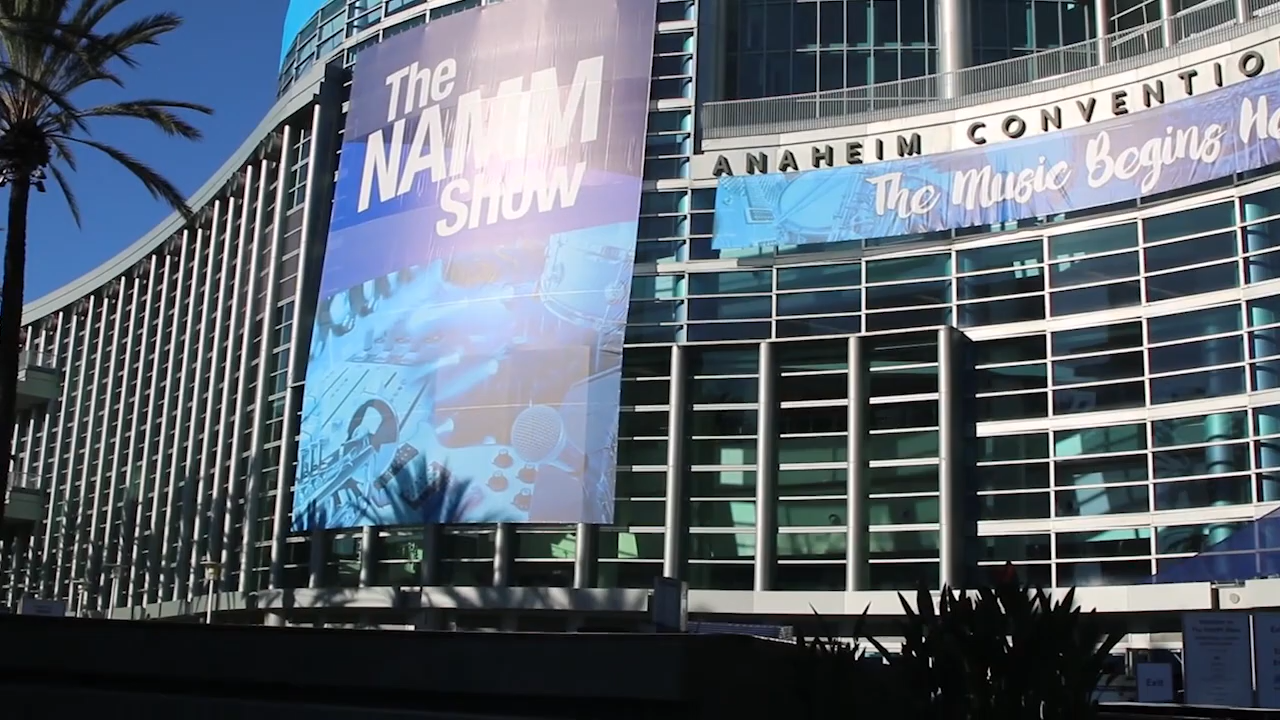 The
NAMM
Show
ANAHEIM CONVENTIO
The Music Begins
Exit